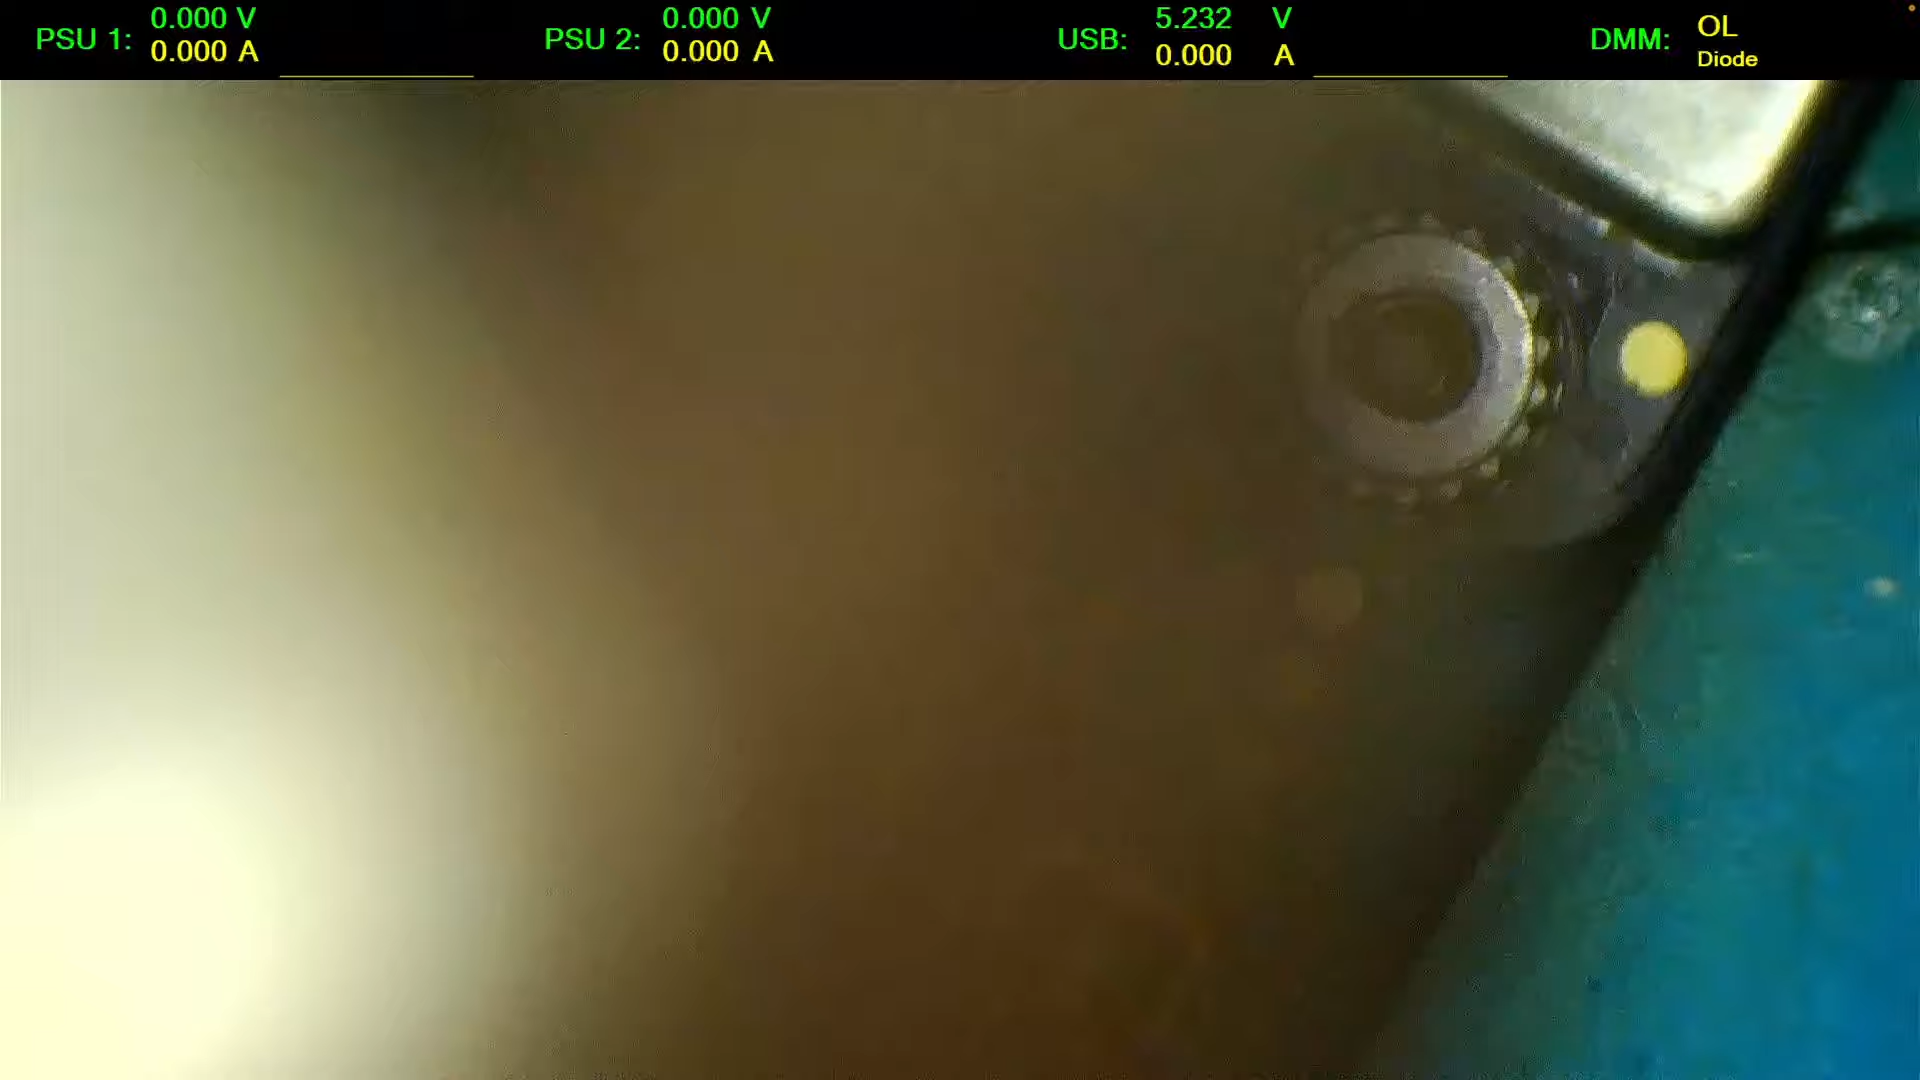 PSU 1: 0.000 V
0.000 A
PSU 2: 0.000 V
0.000 A
USB: 5.232 V
0.000 A
DMM: OL
Diode